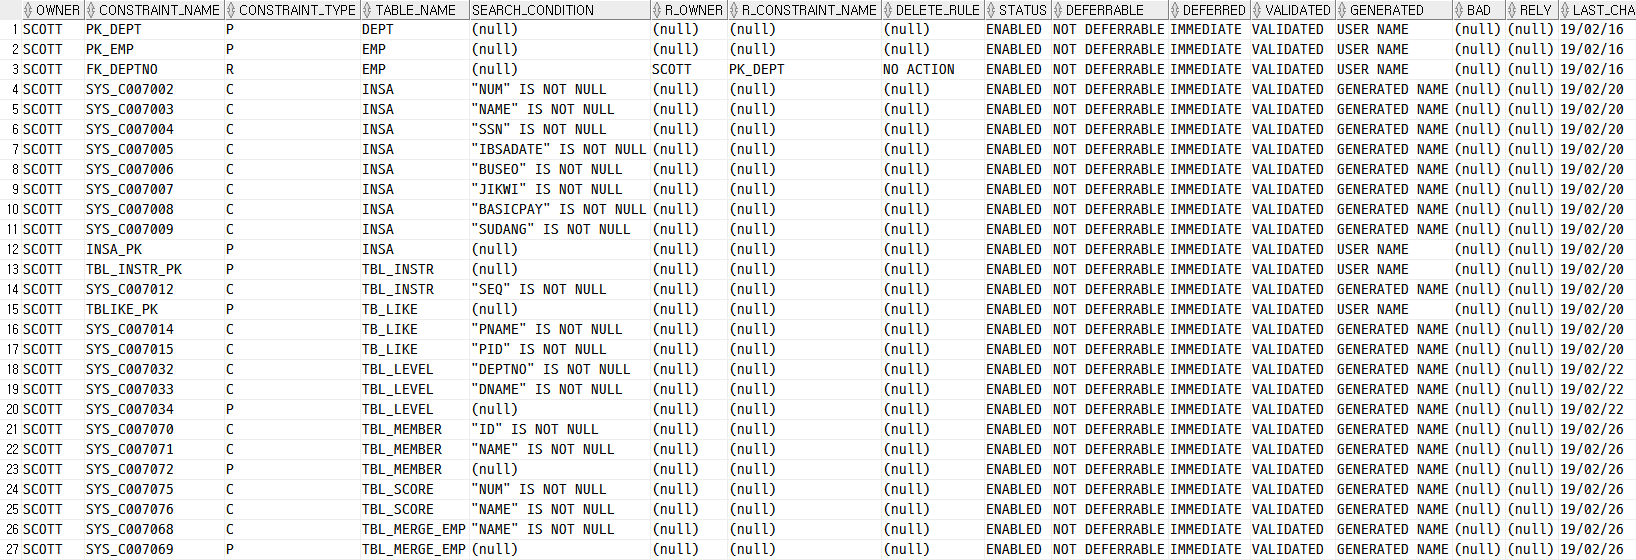 OWNER CONSTRAINT_NAME CONSTRAINT_TYPE TABLE_NAME SEARCH_CONDITION R_OWNER R_CONSTRAINT_NAME DELETE_RULE STATUS DEFERRABLE DEFERRED VALIDATED GENERATED BAD RELY LAST_CHA
1 SCOTT PK_DEPT P DEPT (null) (null) (null) (null) ENABLED NOT DEFERRABLE IMMEDIATE VALIDATED USER NAME (null) (null) 19/02/16
2 SCOTT PK_EMP P EMP (null) (null) (null) (null) ENABLED NOT DEFERRABLE IMMEDIATE VALIDATED USER NAME (null) (null) 19/02/16
3 SCOTT FK_DEPTNO R EMP (null) SCOTT PK_DEPT NO ACTION ENABLED NOT DEFERRABLE IMMEDIATE VALIDATED USER NAME (null) (null) 19/02/16
4 SCOTT SYS_C007002 C INSA "NUM" IS NOT NULL (null) (null) (null) ENABLED NOT DEFERRABLE IMMEDIATE VALIDATED GENERATED NAME (null) (null) 19/02/20
5 SCOTT SYS_C007003 C INSA "NAME" IS NOT NULL (null) (null) (null) ENABLED NOT DEFERRABLE IMMEDIATE VALIDATED GENERATED NAME (null) (null) 19/02/20
6 SCOTT SYS_C007004 C INSA "SSN" IS NOT NULL (null) (null) (null) ENABLED NOT DEFERRABLE IMMEDIATE VALIDATED GENERATED NAME (null) (null) 19/02/20
7 SCOTT SYS_C007005 C INSA "IBSADATE" IS NOT NULL (null) (null) (null) ENABLED NOT DEFERRABLE IMMEDIATE VALIDATED GENERATED NAME (null) (null) 19/02/20
8 SCOTT SYS_C007006 C INSA "BUSEO" IS NOT NULL (null) (null) (null) ENABLED NOT DEFERRABLE IMMEDIATE VALIDATED GENERATED NAME (null) (null) 19/02/20
9 SCOTT SYS_C007007 C INSA "JIKWI" IS NOT NULL (null) (null) (null) ENABLED NOT DEFERRABLE IMMEDIATE VALIDATED GENERATED NAME (null) (null) 19/02/20
10 SCOTT SYS_C007008 C INSA "BASICPAY" IS NOT NULL (null) (null) (null) ENABLED NOT DEFERRABLE IMMEDIATE VALIDATED GENERATED NAME (null) (null) 19/02/20
11 SCOTT SYS_C007009 C INSA "SUDANG" IS NOT NULL (null) (null) (null) ENABLED NOT DEFERRABLE IMMEDIATE VALIDATED GENERATED NAME (null) (null) 19/02/20
12 SCOTT INSA_PK P INSA (null) (null) (null) (null) ENABLED NOT DEFERRABLE IMMEDIATE VALIDATED USER NAME (null) (null) 19/02/20
13 SCOTT TBL_INSTR_PK P TBL_INSTR (null) (null) (null) (null) ENABLED NOT DEFERRABLE IMMEDIATE VALIDATED USER NAME (null) (null) 19/02/20
14 SCOTT SYS_C007012 C TBL_INSTR "SEQ" IS NOT NULL (null) (null) (null) ENABLED NOT DEFERRABLE IMMEDIATE VALIDATED GENERATED NAME (null) (null) 19/02/20
15 SCOTT TBLIKE_PK P TB_LIKE (null) (null) (null) (null) ENABLED NOT DEFERRABLE IMMEDIATE VALIDATED USER NAME (null) (null) 19/02/20
16 SCOTT SYS_C007014 C TB_LIKE "PNAME" IS NOT NULL (null) (null) (null) ENABLED NOT DEFERRABLE IMMEDIATE VALIDATED GENERATED NAME (null) (null) 19/02/20
17 SCOTT SYS_C007015 C TB_LIKE "PID" IS NOT NULL (null) (null) (null) ENABLED NOT DEFERRABLE IMMEDIATE VALIDATED GENERATED NAME (null) (null) 19/02/20
18 SCOTT SYS_C007032 C TBL_LEVEL "DEPTNO" IS NOT NULL (null) (null) (null) ENABLED NOT DEFERRABLE IMMEDIATE VALIDATED GENERATED NAME (null) (null) 19/02/22
19 SCOTT SYS_C007033 C TBL_LEVEL "DNAME" IS NOT NULL (null) (null) (null) ENABLED NOT DEFERRABLE IMMEDIATE VALIDATED GENERATED NAME (null) (null) 19/02/22
20 SCOTT SYS_C007034 P TBL_LEVEL (null) (null) (null) (null) ENABLED NOT DEFERRABLE IMMEDIATE VALIDATED GENERATED NAME (null) (null) 19/02/22
21 SCOTT SYS_C007070 C TBL_MEMBER "ID" IS NOT NULL (null) (null) (null) ENABLED NOT DEFERRABLE IMMEDIATE VALIDATED GENERATED NAME (null) (null) 19/02/26
22 SCOTT SYS_C007071 C TBL_MEMBER "NAME" IS NOT NULL (null) (null) (null) ENABLED NOT DEFERRABLE IMMEDIATE VALIDATED GENERATED NAME (null) (null) 19/02/26
23 SCOTT SYS_C007072 P TBL_MEMBER (null) (null) (null) (null) ENABLED NOT DEFERRABLE IMMEDIATE VALIDATED GENERATED NAME (null) (null) 19/02/26
24 SCOTT SYS_C007075 C TBL_SCORE "NUM" IS NOT NULL (null) (null) (null) ENABLED NOT DEFERRABLE IMMEDIATE VALIDATED GENERATED NAME (null) (null) 19/02/26
25 SCOTT SYS_C007076 C TBL_SCORE "NAME" IS NOT NULL (null) (null) (null) ENABLED NOT DEFERRABLE IMMEDIATE VALIDATED GENERATED NAME (null) (null) 19/02/26
26 SCOTT SYS_C007068 C TBL_MERGE_EMP "NAME" IS NOT NULL (null) (null) (null) ENABLED NOT DEFERRABLE IMMEDIATE VALIDATED GENERATED NAME (null) (null) 19/02/26
27 SCOTT SYS_C007069 P TBL_MERGE_EMP (null) (null) (null) (null) ENABLED NOT DEFERRABLE IMMEDIATE VALIDATED GENERATED NAME (null) (null) 19/02/26